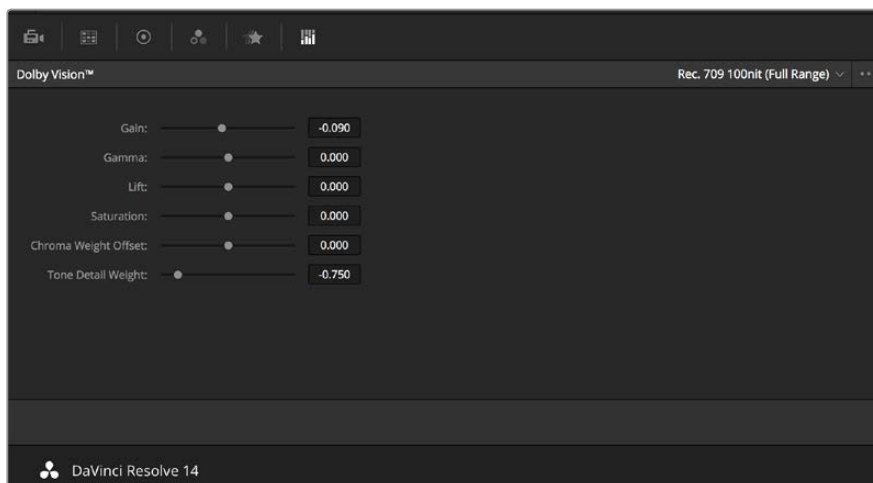 Dolby Vision™ Rec. 709 100nit (Full Range)
Gain: -0.090
Gamma: 0.000
Lift: 0.000
Saturation: 0.000
Chroma Weight Offset: 0.000
Tone Detail Weight: -0.750
DaVinci Resolve 14